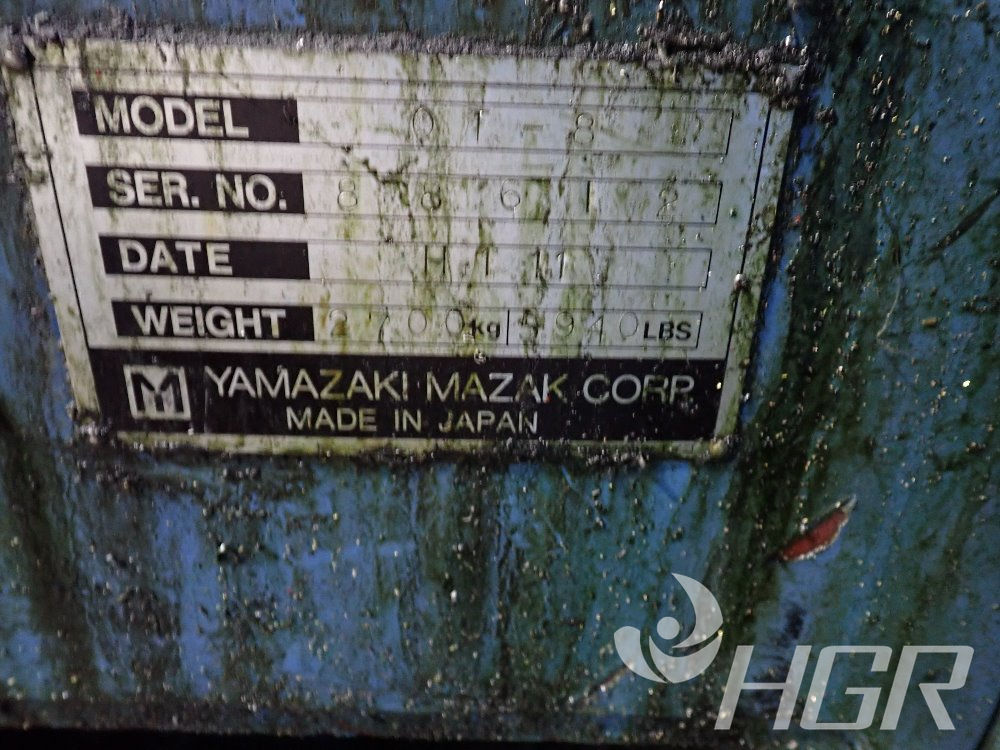 MODEL QT-8
SER. NO. 88612
DATE H1 11
WEIGHT 2700kg 5940LBS
M YAMAZAKI MAZAK CORP.
MADE IN JAPAN
HGR